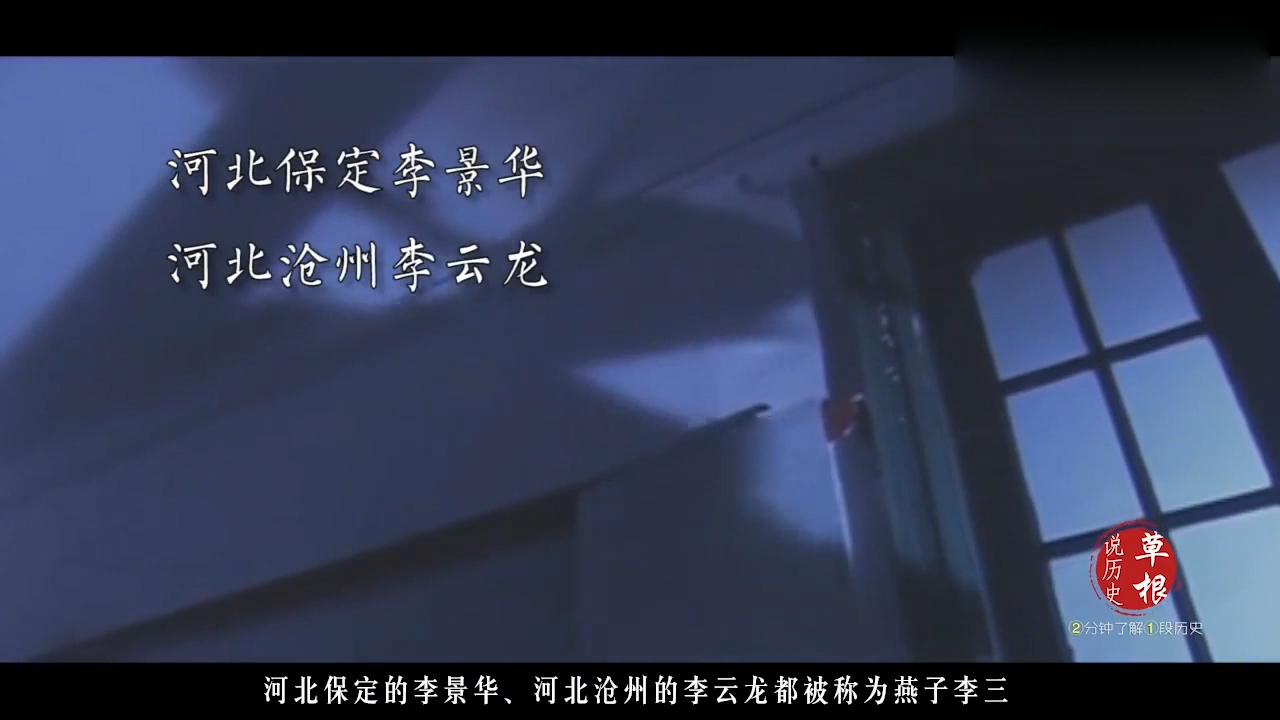 河北保定李景华
河北沧州李云龙
草根
说历史
②分钟了解①段历史
河北保定的李景华、河北沧州的李云龙都被称为燕子李三